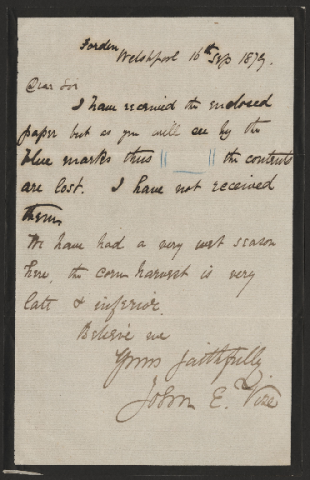 Forden,
Welshpool 16th Sep 1879.
Dear Sir
I have received the enclosed
paper but as you will see by the
blue marks thus || || the contents
are lost. I have not received
them.
We have had a very wet season
here, the corn harvest is very
late & inferior.
Believe me
Yours faithfully
John E. Vize